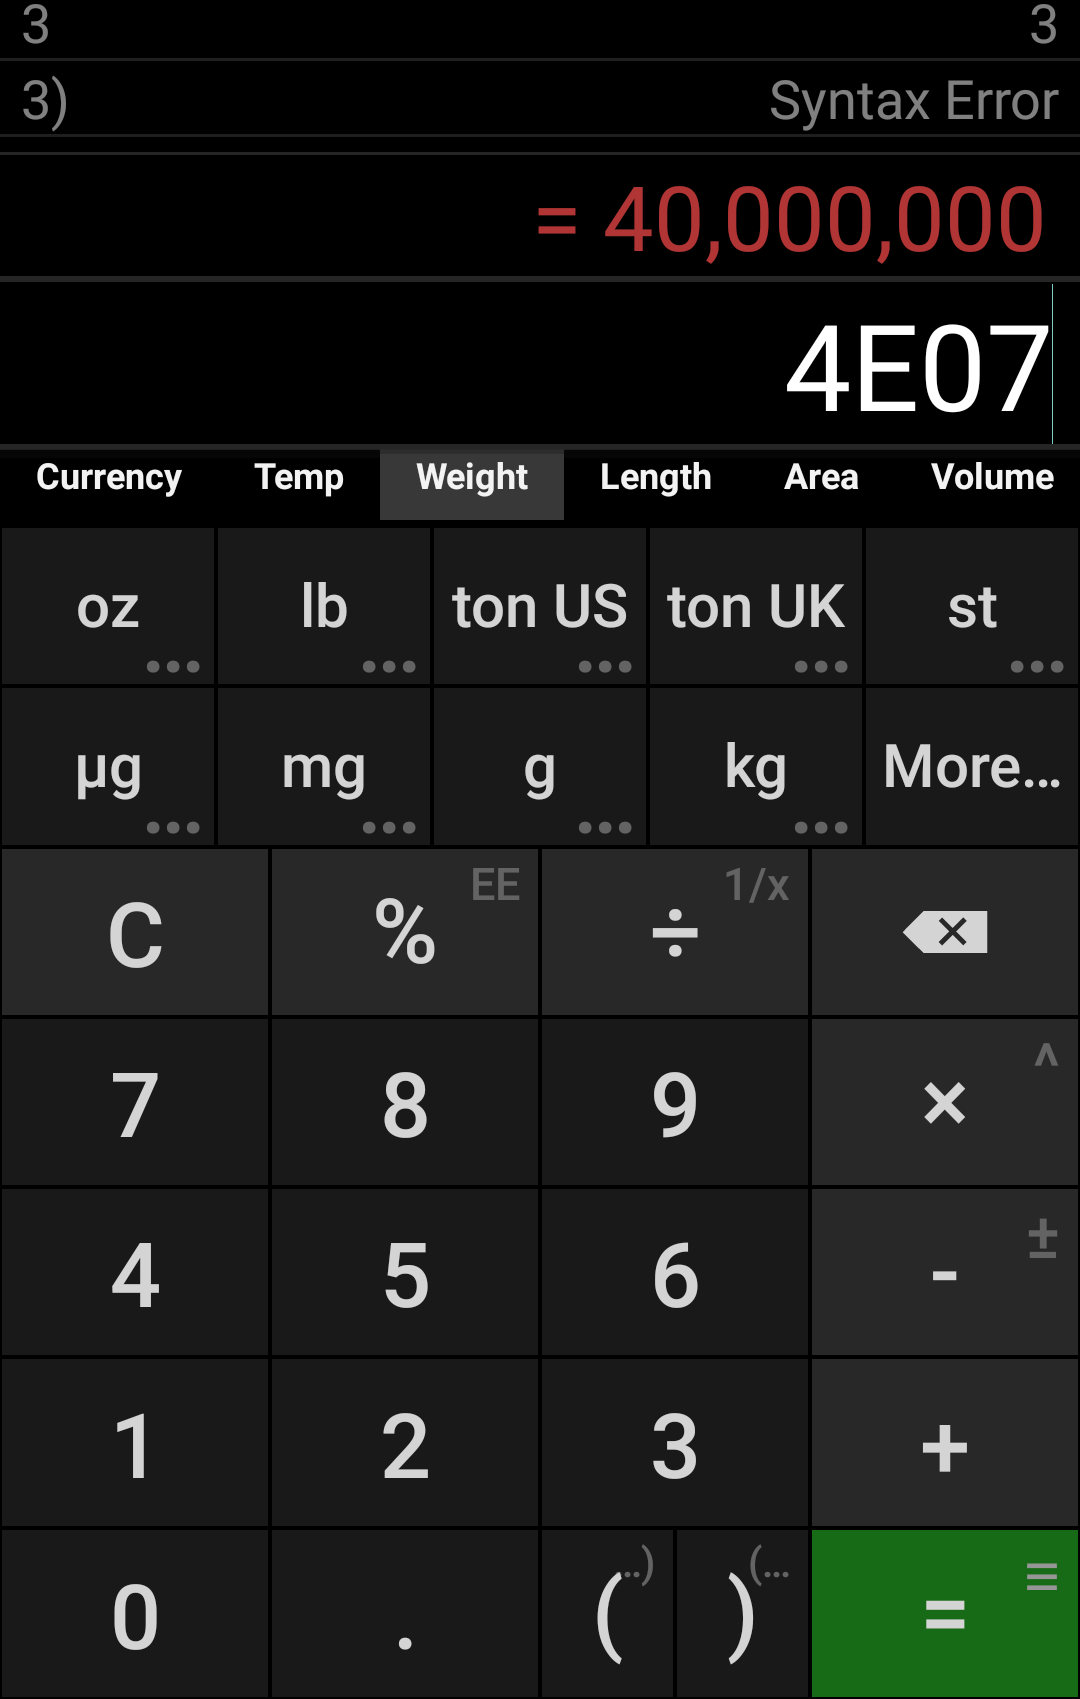 3 3
3) Syntax Error
= 40,000,000
4E07
Currency Temp Weight Length Area Volume
oz lb ton US ton UK st
µg mg g kg More...
C % EE ÷ 1/x
7 8 9 × ^
4 5 6 - ±
1 2 3 +
0 . ( ..) ) (... =